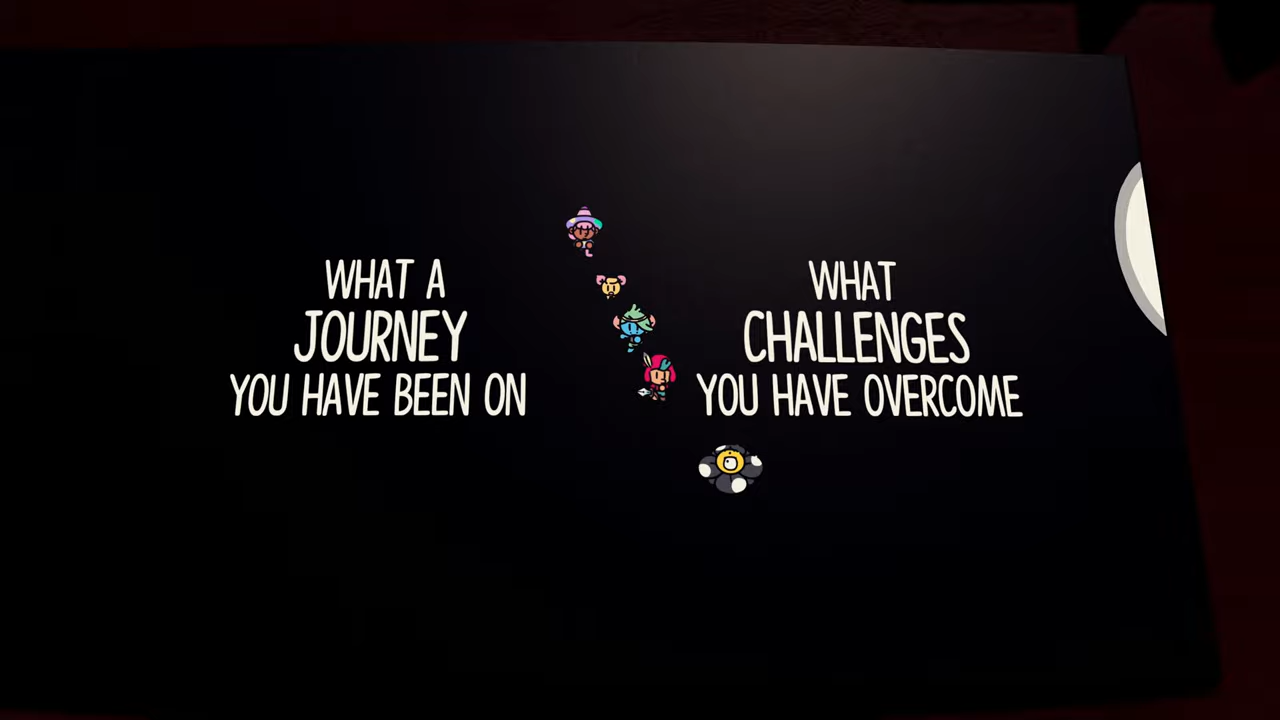 WHAT A
JOURNEY
YOU HAVE BEEN ON
WHAT
CHALLENGES
YOU HAVE OVERCOME